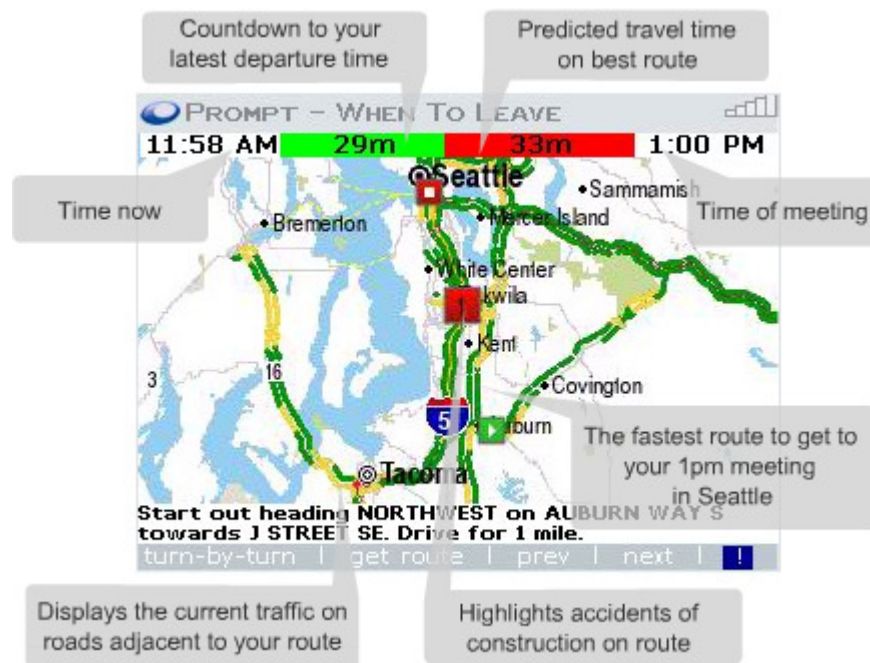 Countdown to your
latest departure time
Predicted travel time
on best route
PROMPT – WHEN TO LEAVE
11:58 AM 29m 33m 1:00 PM
Time now
Time of meeting
Seattle
Sammamish
Bremerton
Mercer Island
White Center
kwila
Kent
16
3
Covington
5
burn
Tacoma
The fastest route to get to
your 1pm meeting
in Seattle
Start out heading NORTHWEST on AUBURN WAY S
towards J STREET SE. Drive for 1 mile.
turn-by-turn | get route | prev | next | !
Displays the current traffic on
roads adjacent to your route
Highlights accidents of
construction on route